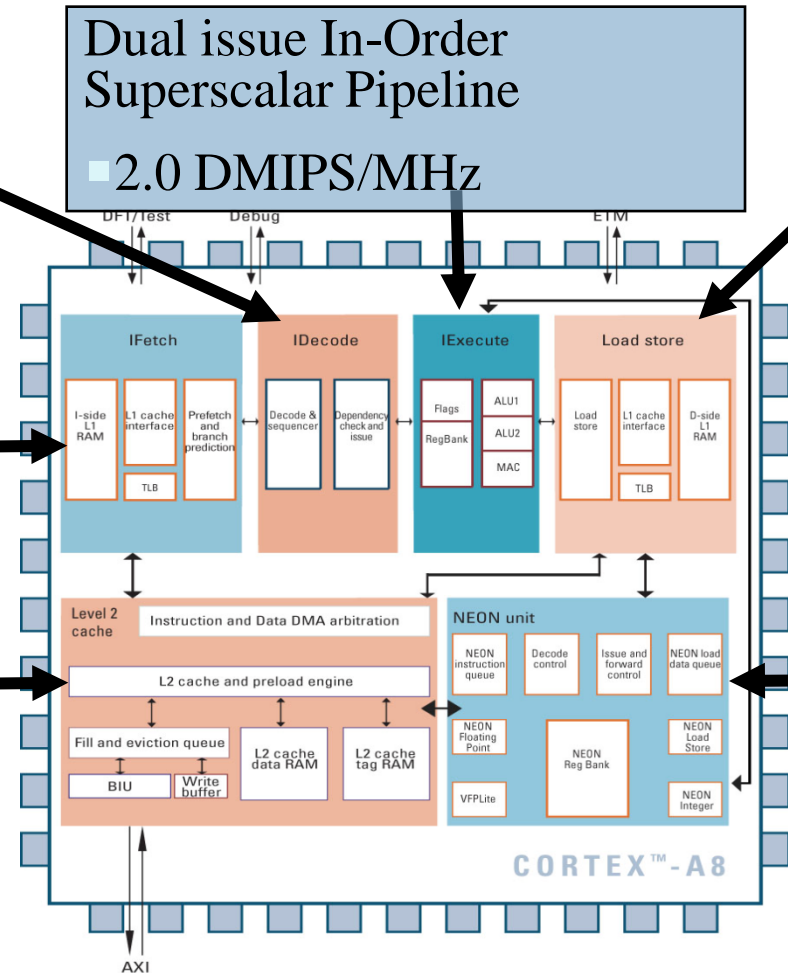 Dual issue In-Order
Superscalar Pipeline
2.0 DMIPS/MHz
DFT/Test
Debug
ETM
IFetch
I-side
L1
RAM
L1 cache
interface
TLB
Prefetch
and
branch
prediction
IDecode
Decode &
sequencer
Dependency
check and
issue
IExecute
Flags
RegBank
ALU1
ALU2
MAC
Load store
Load
store
L1 cache
interface
TLB
D-side
L1
RAM
Level 2
cache
Instruction and Data DMA arbitration
L2 cache and preload engine
Fill and eviction queue
BIU
Write
buffer
L2 cache
data RAM
L2 cache
tag RAM
NEON unit
NEON
instruction
queue
Decode
control
Issue and
forward
control
NEON load
data queue
NEON
Floating
Point
VFPLite
NEON
Reg Bank
NEON
Load
Store
NEON
Integer
CORTEX™-A8
AXI